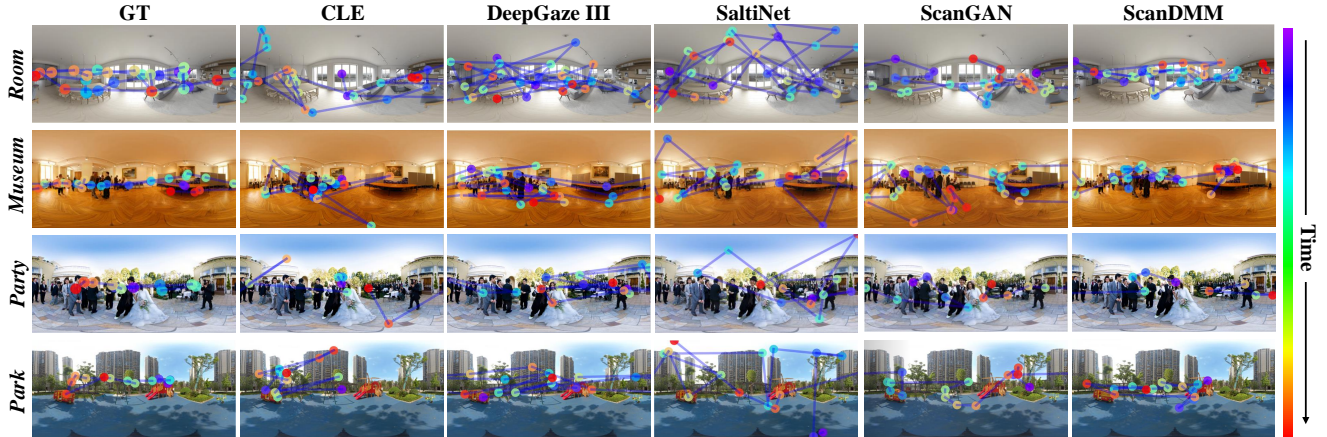 GT CLE DeepGaze III SaltiNet ScanGAN ScanDMM
Room
Museum
Party
Park
Time